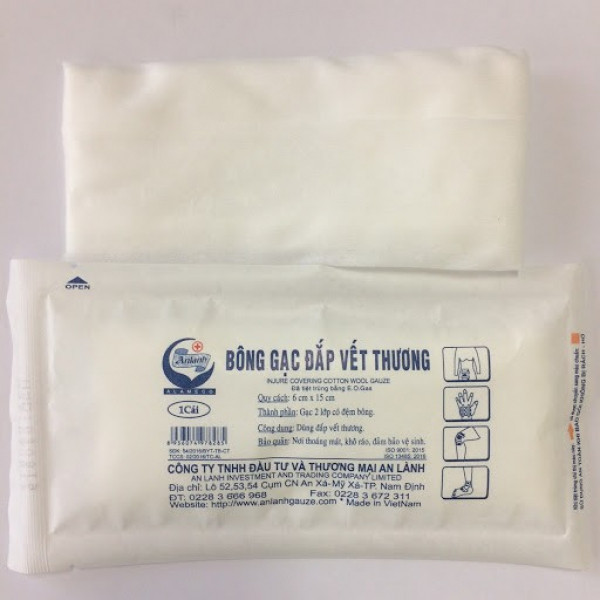 OPEN
Anlanh
ALAMECO
1Cái
BÔNG GẠC ĐẮP VẾT THƯƠNG
INJURE COVERING COTTON WOOL GAUZE
Đã tiệt trùng bằng E.O.Gas
Quy cách: 6 cm x 15 cm
Thành phần: Gạc 2 lớp có đệm bông.
Công dụng: Dùng đắp vết thương.
Bảo quản: Nơi thoáng mát, khô ráo, đảm bảo vệ sinh.
ISO 9001: 2015
ISO 13485: 2016
CÔNG TY TNHH ĐẦU TƯ VÀ THƯƠNG MẠI AN LÀNH
AN LANH INVESTMENT AND TRADING COMPANY LIMITED
Địa chỉ: Lô 52,53,54 Cụm CN An Xá-Mỹ Xá-TP. Nam Định
ĐT: 0228 3 666 968 Fax: 0228 3 672 311
Website: http://www.anlanhgauze.com * Made in VietNam